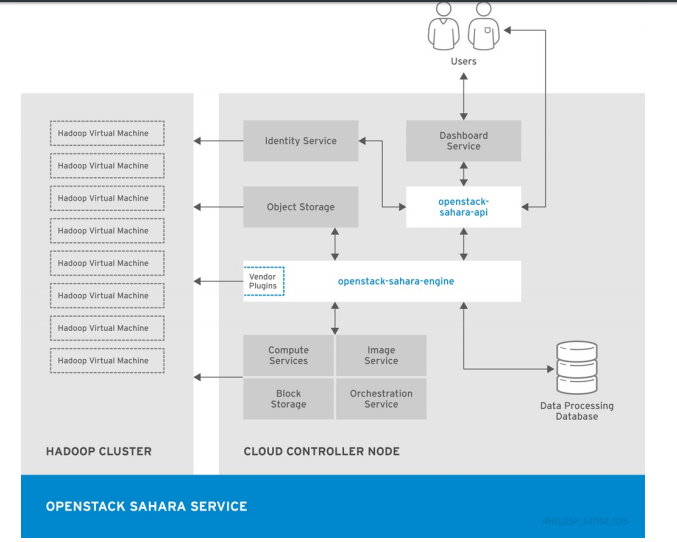 Users
Hadoop Virtual Machine
Hadoop Virtual Machine
Hadoop Virtual Machine
Hadoop Virtual Machine
Hadoop Virtual Machine
Hadoop Virtual Machine
Hadoop Virtual Machine
Hadoop Virtual Machine
HADOOP CLUSTER
Identity Service
Dashboard
Service
Object Storage
openstack-
sahara-api
Vendor
Plugins
openstack-sahara-engine
Compute
Services
Image
Service
Block
Storage
Orchestration
Service
Data Processing
Database
CLOUD CONTROLLER NODE
OPENSTACK SAHARA SERVICE